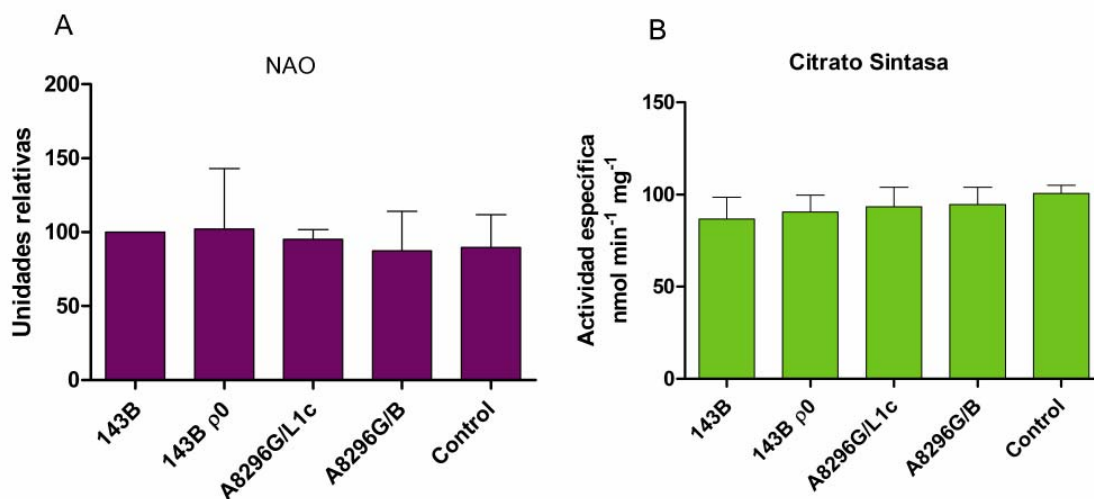 A
NAO
Unidades relativas
200
150
100
50
0
143B
143B ρ0
A8296G/L1c
A8296G/B
Control
B
Citrato Sintasa
Actividad específica
nmol min⁻¹ mg⁻¹
150
100
50
0
143B
143B ρ0
A8296G/L1c
A8296G/B
Control